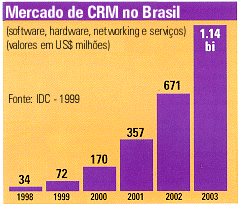 Mercado de CRM no Brasil
(software, hardware, networking e serviços)
(valores em US$ milhões)
1.14
bi
671
Fonte: IDC - 1999
357
170
72
34
1998 1999 2000 2001 2002 2003